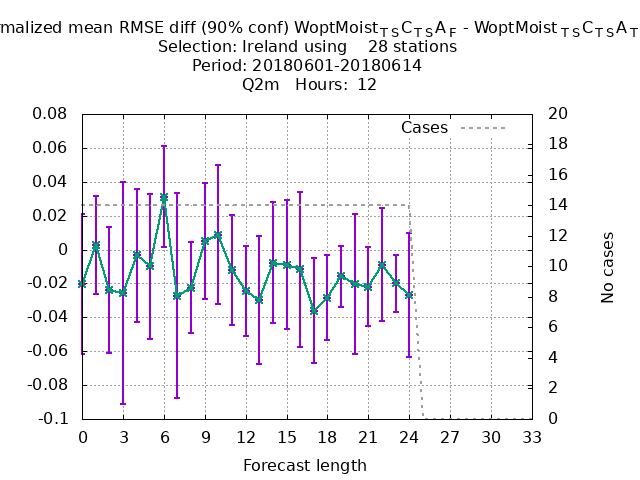 rmalized mean RMSE diff (90% conf) WoptMoistTSCTSAF - WoptMoistTSCTSAT
Selection: Ireland using 28 stations
Period: 20180601-20180614
Q2m Hours: 12
Cases
0.08
0.06
0.04
0.02
0
-0.02
-0.04
-0.06
-0.08
-0.1
20
18
16
14
12
10
8
6
4
2
0
No cases
0 3 6 9 12 15 18 21 24 27 30 33
Forecast length